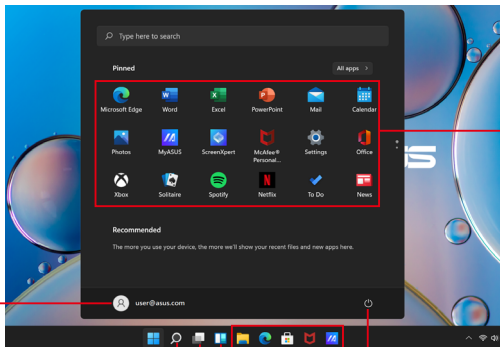 Type here to search
Pinned
All apps >
Microsoft Edge
Word
Excel
PowerPoint
Mail
Calendar
Photos
MyASUS
ScreenXpert
McAfee®
Personal...
Settings
Office
Xbox
Solitaire
Spotify
Netflix
To Do
News
Recommended
The more you use your device, the more we'll show your recent files and new apps here.
user@asus.com